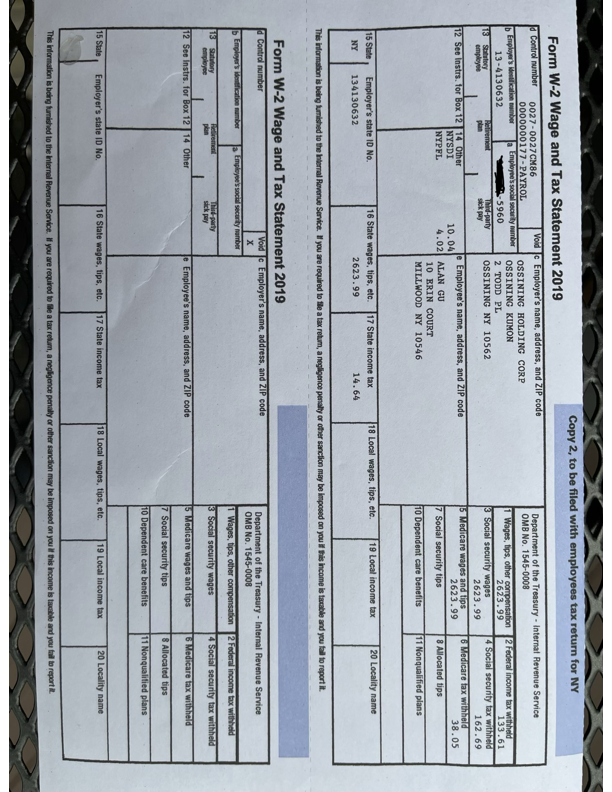 Copy 2, to be filed with employees tax return for NY
Form W-2 Wage and Tax Statement 2019
d Control number 0027-0027CM86
0000000177-PAYROL
Void
c Employer's name, address, and ZIP code
OSSINING HOLDING CORP
OSSINING KUMON
2 TODD PL
OSSINING NY 10562
Department of the Treasury - Internal Revenue Service
OMB No. 1545-0008
b Employer's identification number
13-4130632
a Employee's social security number
-5960
1 Wages, tips, other compensation
2623.99
2 Federal income tax withheld
133.61
13 Statutory employee
Retirement plan
Third-party sick pay
3 Social security wages
2623.99
4 Social security tax withheld
162.69
12 See Instrs. for Box 12
14 Other
NYSDI 10.04
NYPFL 4.02
e Employee's name, address, and ZIP code
ALAN GU
10 ERIN COURT
MILLWOOD NY 10546
5 Medicare wages and tips
2623.99
6 Medicare tax withheld
38.05
7 Social security tips
8 Allocated tips
10 Dependent care benefits
11 Nonqualified plans
15 State
NY
Employer's state ID No.
134130632
16 State wages, tips, etc.
2623.99
17 State income tax
14.64
18 Local wages, tips, etc.
19 Local income tax
20 Locality name
This information is being furnished to the Internal Revenue Service. If you are required to file a tax return, a negligence penalty or other sanction may be imposed on you if this income is taxable and you fail to report it.
Form W-2 Wage and Tax Statement 2019
d Control number
Void
X
c Employer's name, address, and ZIP code
Department of the Treasury - Internal Revenue Service
OMB No. 1545-0008
b Employer's identification number
a Employee's social security number
1 Wages, tips, other compensation
2 Federal income tax withheld
13 Statutory employee
Retirement plan
Third-party sick pay
3 Social security wages
4 Social security tax withheld
12 See Instrs. for Box 12
14 Other
e Employee's name, address, and ZIP code
5 Medicare wages and tips
6 Medicare tax withheld
7 Social security tips
8 Allocated tips
10 Dependent care benefits
11 Nonqualified plans
15 State
Employer's state ID No.
16 State wages, tips, etc.
17 State income tax
18 Local wages, tips, etc.
19 Local income tax
20 Locality name
This information is being furnished to the Internal Revenue Service. If you are required to file a tax return, a negligence penalty or other sanction may be imposed on you if this income is taxable and you fail to report it.